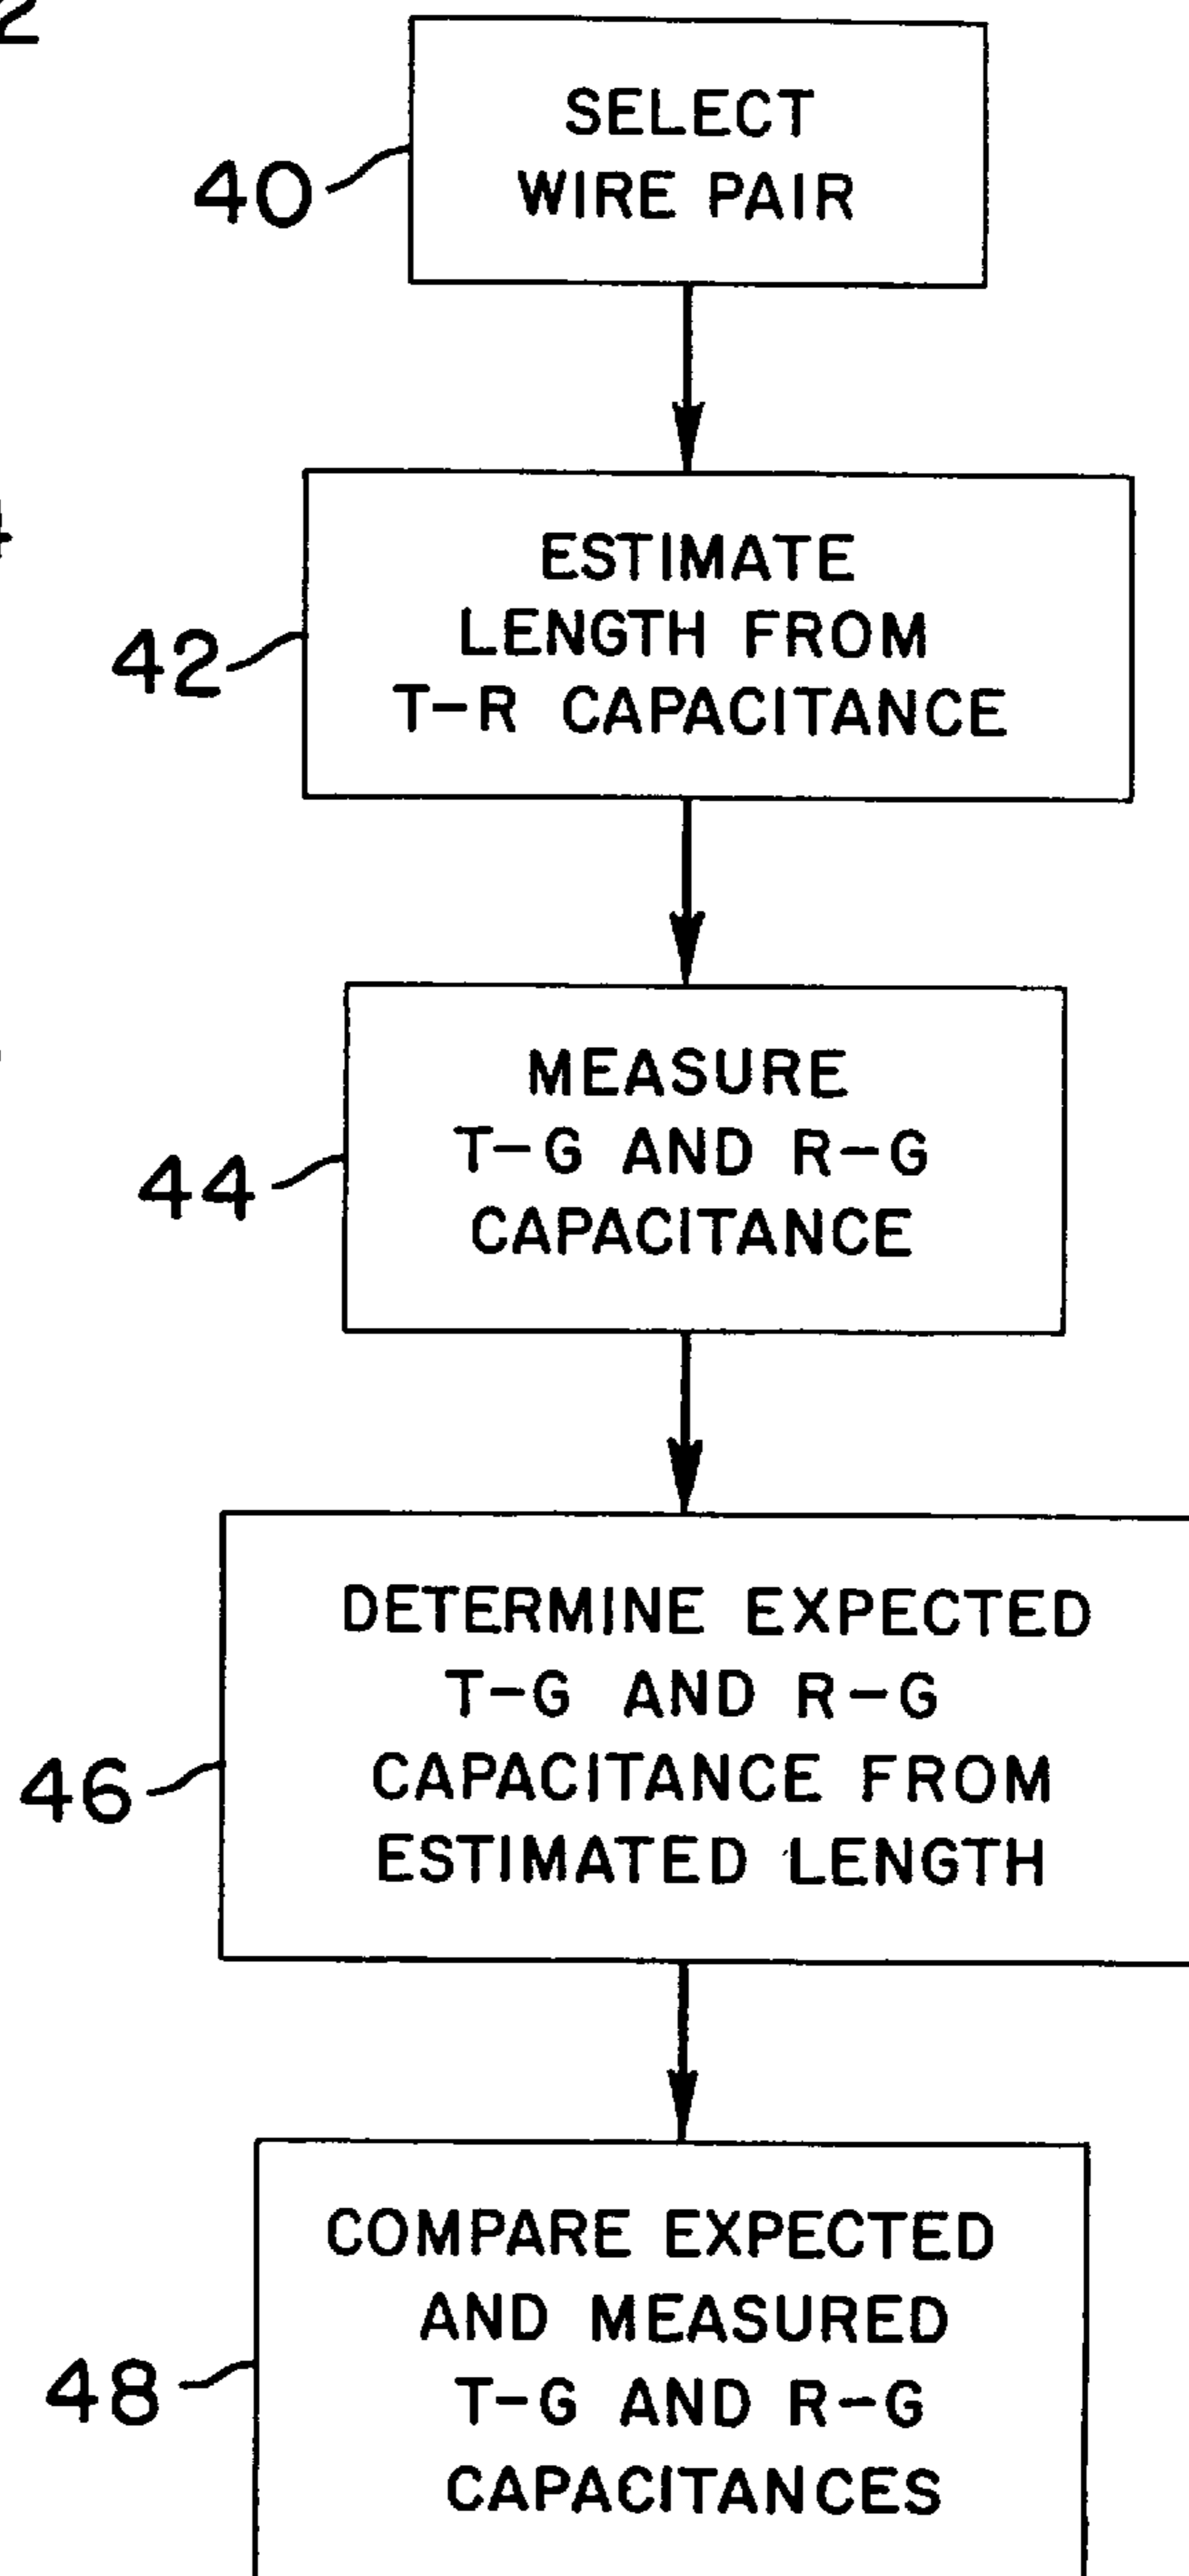 SELECT
WIRE PAIR
40
ESTIMATE
LENGTH FROM
T-R CAPACITANCE
42
MEASURE
T-G AND R-G
CAPACITANCE
44
DETERMINE EXPECTED
T-G AND R-G
CAPACITANCE FROM
ESTIMATED LENGTH
46
COMPARE EXPECTED
AND MEASURED
T-G AND R-G
CAPACITANCES
48